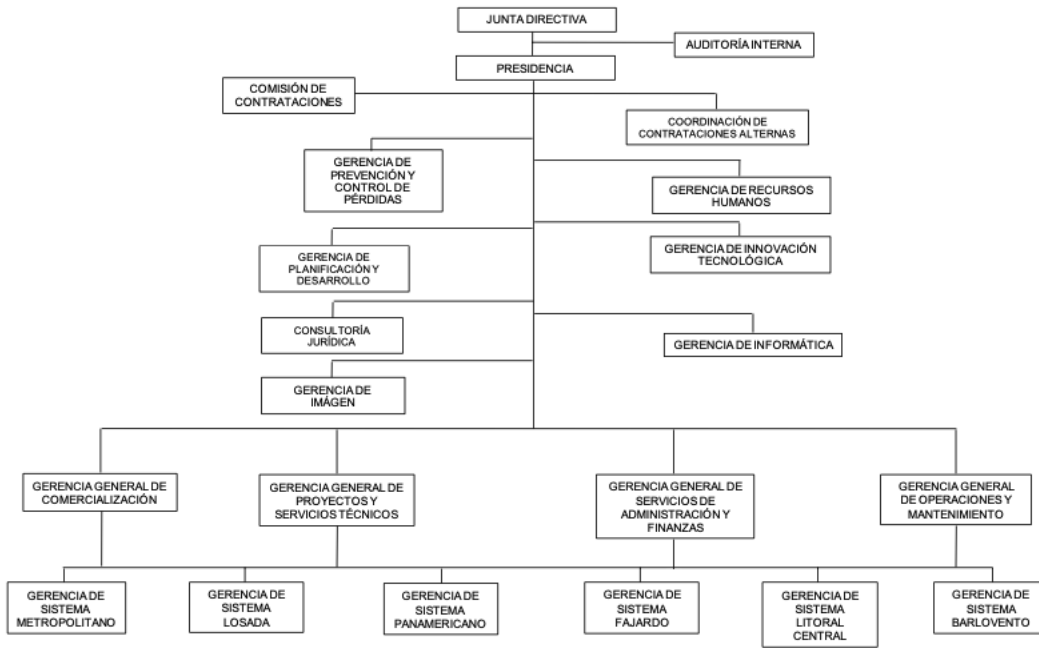 JUNTA DIRECTIVA
AUDITORÍA INTERNA
PRESIDENCIA
COMISIÓN DE
CONTRATACIONES
COORDINACIÓN DE
CONTRATACIONES ALTERNAS
GERENCIA DE
PREVENCIÓN Y
CONTROL DE
PÉRDIDAS
GERENCIA DE RECURSOS
HUMANOS
GERENCIA DE
PLANIFICACIÓN Y
DESARROLLO
GERENCIA DE INNOVACIÓN
TECNOLÓGICA
CONSULTORÍA
JURÍDICA
GERENCIA DE INFORMÁTICA
GERENCIA DE
IMÁGEN
GERENCIA GENERAL DE
COMERCIALIZACIÓN
GERENCIA GENERAL DE
PROYECTOS Y
SERVICIOS TÉCNICOS
GERENCIA GENERAL DE
SERVICIOS DE
ADMINISTRACIÓN Y
FINANZAS
GERENCIA GENERAL
DE OPERACIONES Y
MANTENIMIENTO
GERENCIA DE
SISTEMA
METROPOLITANO
GERENCIA DE
SISTEMA
LOSADA
GERENCIA DE
SISTEMA
PANAMERICANO
GERENCIA DE
SISTEMA
FAJARDO
GERENCIA DE
SISTEMA
LITORAL
CENTRAL
GERENCIA DE
SISTEMA
BARLOVENTO